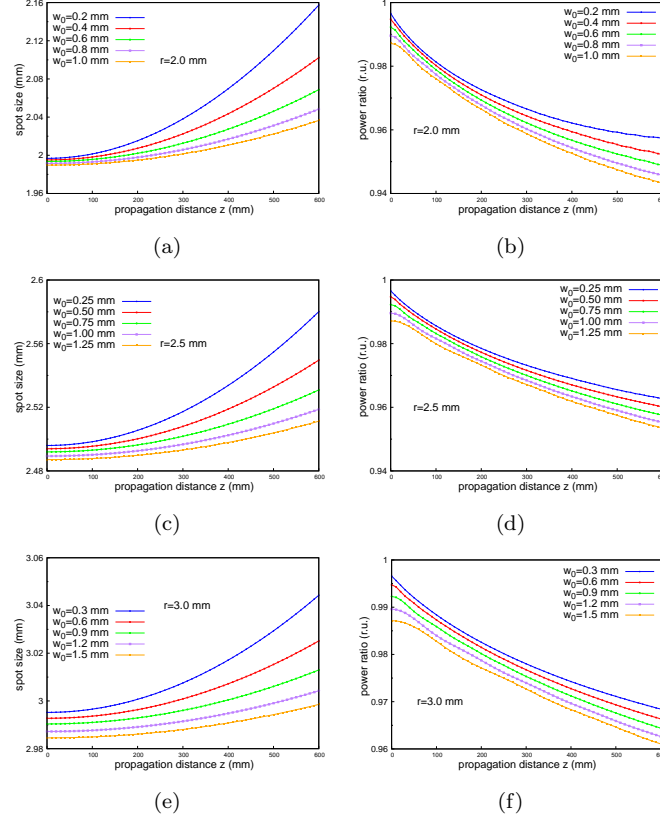 2.16
2.12
2.08
2.04
2
1.96
spot size (mm)
w0=0.2 mm
w0=0.4 mm
w0=0.6 mm
w0=0.8 mm
w0=1.0 mm
r=2.0 mm
0 100 200 300 400 500 600
propagation distance z (mm)
(a)
1
0.98
0.96
0.94
power ratio (r.u.)
w0=0.2 mm
w0=0.4 mm
w0=0.6 mm
w0=0.8 mm
w0=1.0 mm
r=2.0 mm
0 100 200 300 400 500 600
propagation distance z (mm)
(b)
2.6
2.56
2.52
2.48
spot size (mm)
w0=0.25 mm
w0=0.50 mm
w0=0.75 mm
w0=1.00 mm
w0=1.25 mm
r=2.5 mm
0 100 200 300 400 500 600
propagation distance z (mm)
(c)
1
0.98
0.96
0.94
power ratio (r.u.)
w0=0.25 mm
w0=0.50 mm
w0=0.75 mm
w0=1.00 mm
w0=1.25 mm
r=2.5 mm
0 100 200 300 400 500 600
propagation distance z (mm)
(d)
3.06
3.04
3.02
3
2.98
spot size (mm)
w0=0.3 mm
w0=0.6 mm
w0=0.9 mm
w0=1.2 mm
w0=1.5 mm
r=3.0 mm
0 100 200 300 400 500 600
propagation distance z (mm)
(e)
1
0.99
0.98
0.97
0.96
power ratio (r.u.)
w0=0.3 mm
w0=0.6 mm
w0=0.9 mm
w0=1.2 mm
w0=1.5 mm
r=3.0 mm
0 100 200 300 400 500 600
propagation distance z (mm)
(f)